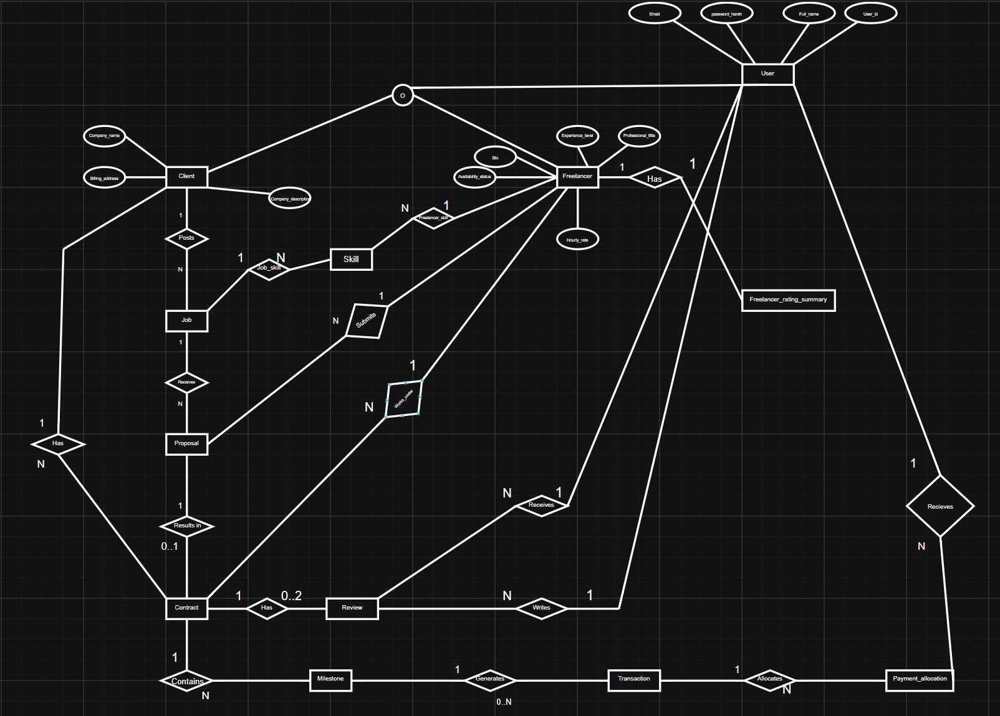 Email
password_harsh
Full_name
User_id
User
O
Company_name
Experience_level
Professional_title
Bio
1
1
Client
Billing_address
Availability_status
Freelancer
Has
Company_description
N
1
1
Freelancer_skill
Posts
Hourly_rate
1
N
Skill
N
Job_skill
1
Freelancer_rating_summary
Job
N
Submits
1
1
Receives
Works_under
N
N
1
Proposal
Has
N
1
N
1
1
Receives
Recieves
Results in
0..1
N
1
0..2
N
1
Contract
Has
Review
Writes
1
1
1
Contains
Milestone
Generates
Transaction
Allocates
Payment_allocation
N
N
0..N